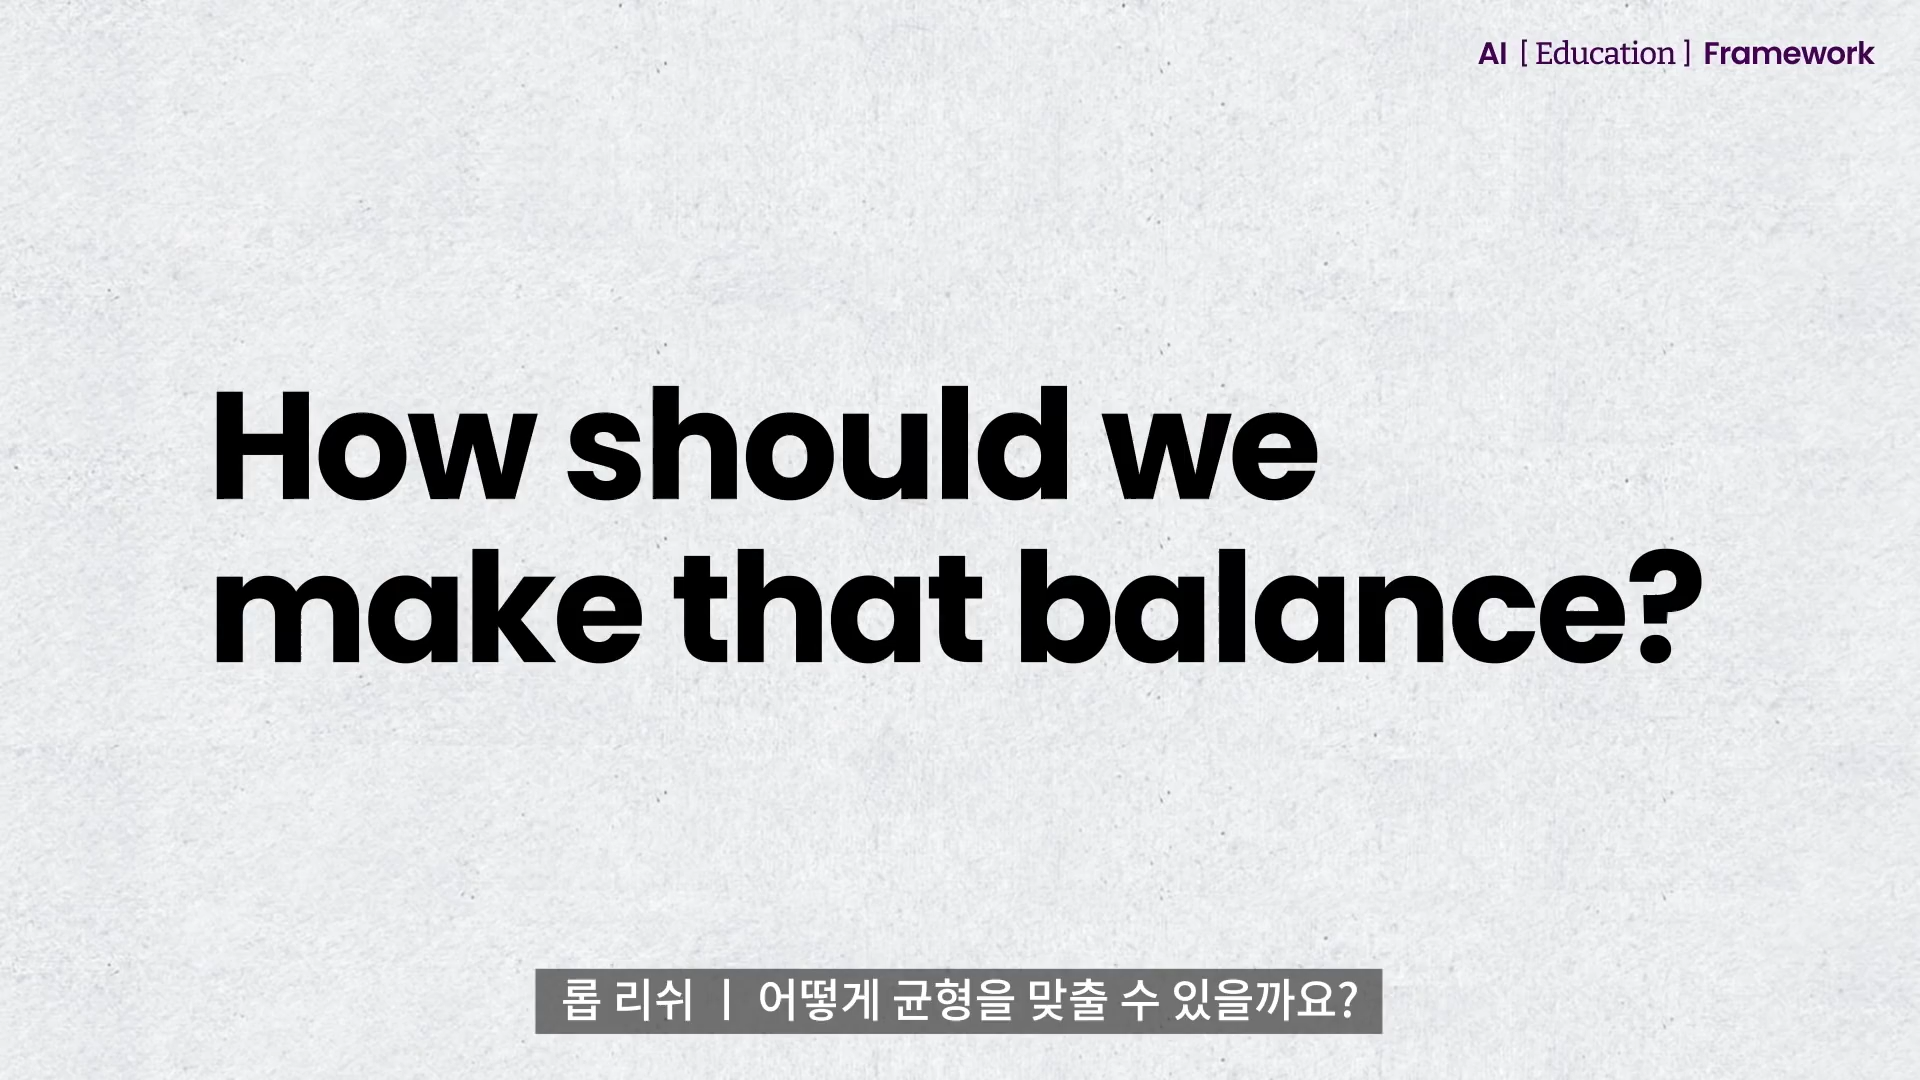 AI [ Education ] Framework
How should we
make that balance?
롭 리쉬 ㅣ 어떻게 균형을 맞출 수 있을까요?